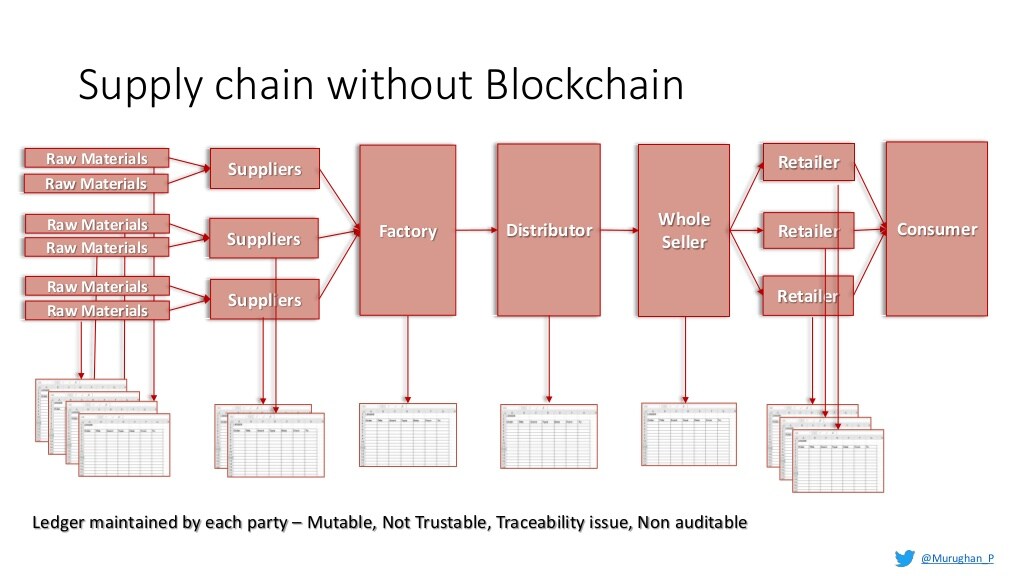 Supply chain without Blockchain
Raw Materials
Raw Materials
Raw Materials
Raw Materials
Raw Materials
Raw Materials
Suppliers
Suppliers
Suppliers
Factory
Distributor
Whole
Seller
Retailer
Retailer
Retailer
Consumer
Ledger maintained by each party – Mutable, Not Trustable, Traceability issue, Non auditable
@Murughan_P